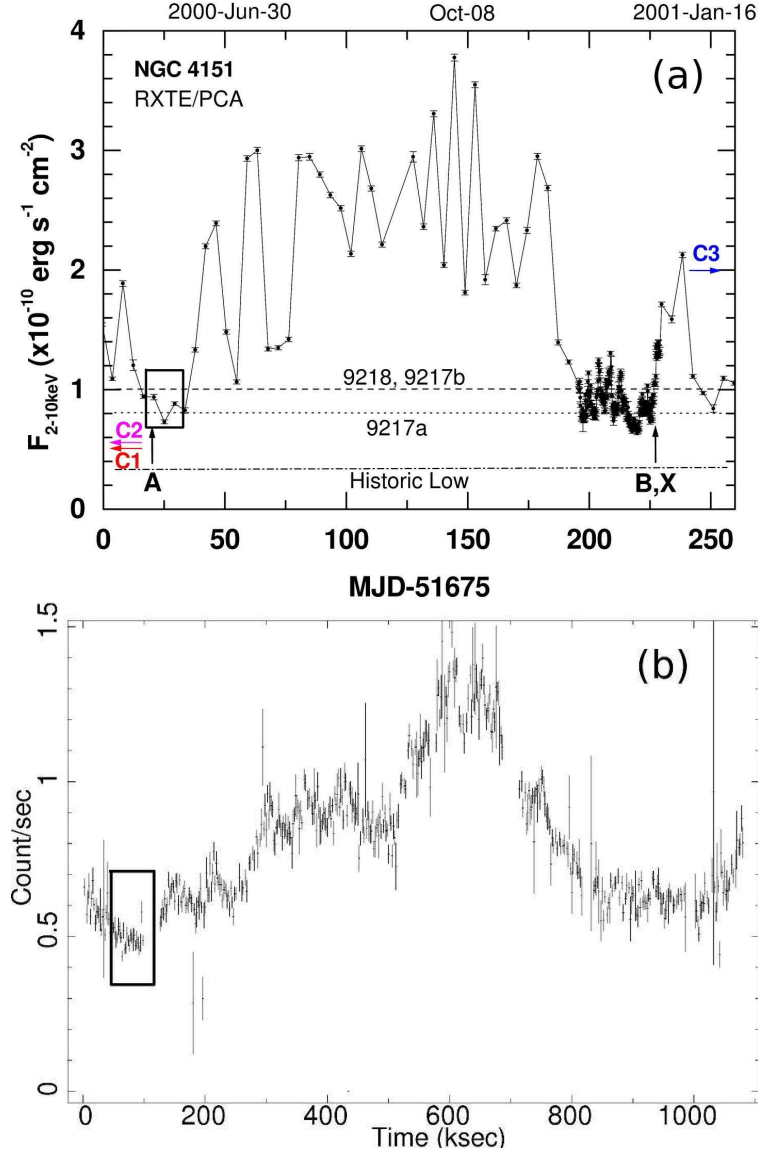 2000-Jun-30 Oct-08 2001-Jan-16
4
3
2
1
0
F2-10keV (x10-10 erg s-1 cm-2)
NGC 4151
RXTE/PCA
(a)
C3
9218, 9217b
9217a
C2
C1
A
Historic Low
B,X
0 50 100 150 200 250
MJD-51675
(b)
1.5
1
0.5
0
Count/sec
0 200 400 600 800 1000
Time (ksec)